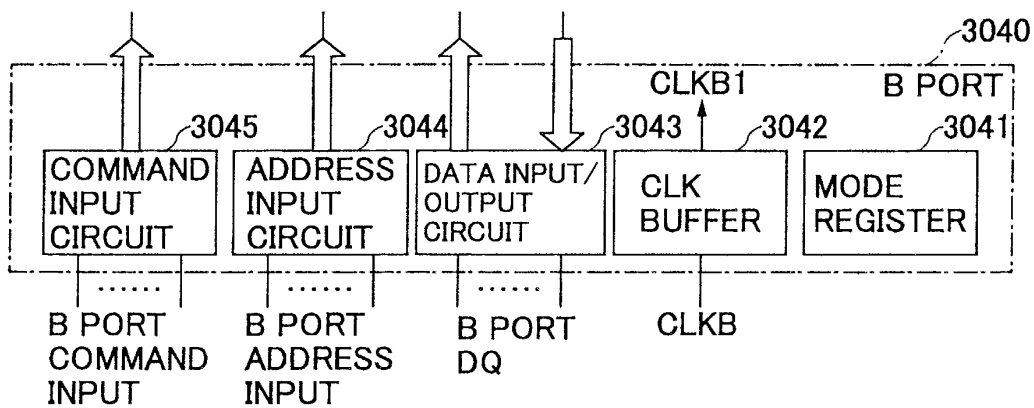 3040
CLKB1
B PORT
3045
3044
3043
3042
3041
COMMAND
INPUT
CIRCUIT
ADDRESS
INPUT
CIRCUIT
DATA INPUT/
OUTPUT
CIRCUIT
CLK
BUFFER
MODE
REGISTER
......
......
......
B PORT
COMMAND
INPUT
B PORT
ADDRESS
INPUT
B PORT
DQ
CLKB